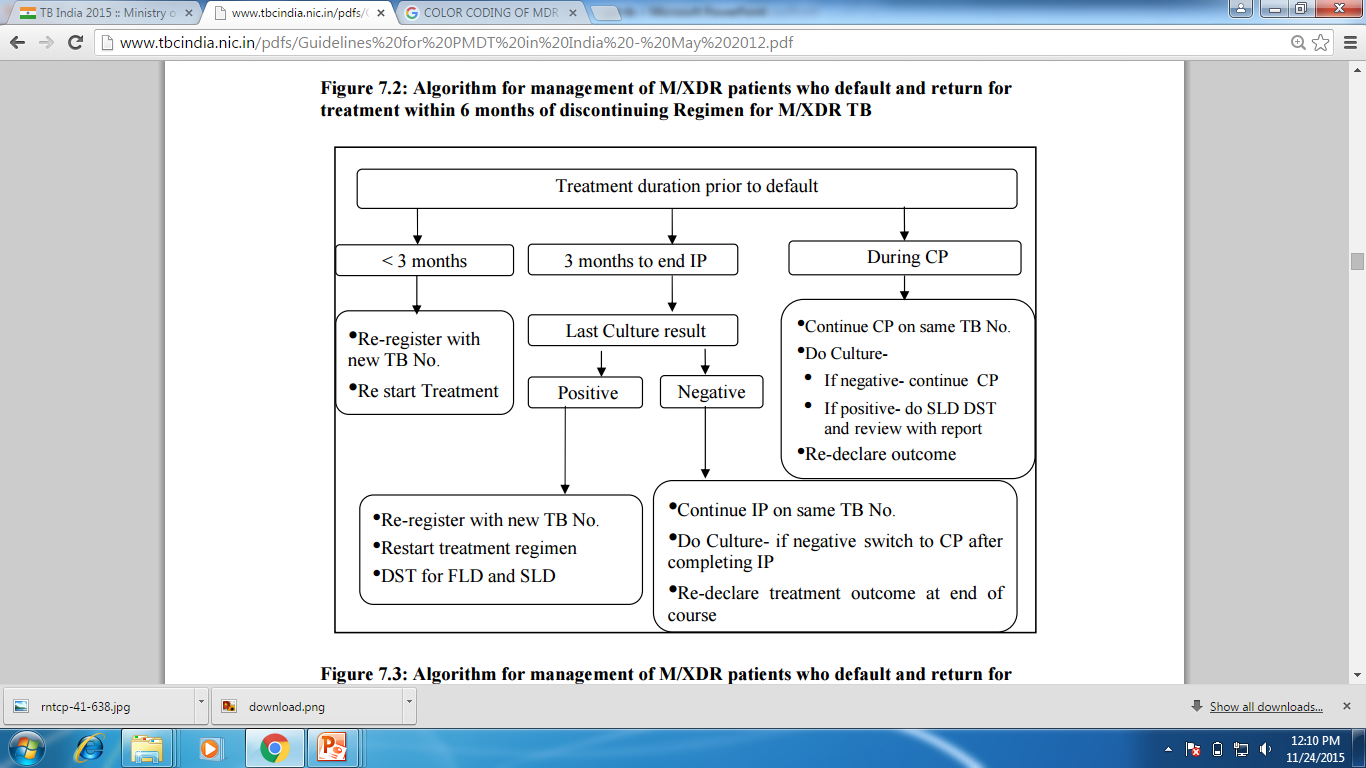 TB India 2015 :: Ministry o
www.tbcindia.nic.in/pdfs/G
COLOR CODING OF MDR
www.tbcindia.nic.in/pdfs/Guidelines%20for%20PMDT%20in%20India%20-%20May%202012.pdf
Figure 7.2: Algorithm for management of M/XDR patients who default and return for
treatment within 6 months of discontinuing Regimen for M/XDR TB
Treatment duration prior to default
< 3 months
3 months to end IP
During CP
•Re-register with
new TB No.
•Re start Treatment
Last Culture result
Positive
Negative
•Continue CP on same TB No.
•Do Culture-
• If negative- continue CP
• If positive- do SLD DST
and review with report
•Re-declare outcome
•Re-register with new TB No.
•Restart treatment regimen
•DST for FLD and SLD
•Continue IP on same TB No.
•Do Culture- if negative switch to CP after
completing IP
•Re-declare treatment outcome at end of
course
Figure 7.3: Algorithm for management of M/XDR patients who default and return for
rntcp-41-638.jpg
download.png
Show all downloads...
12:10 PM
11/24/2015